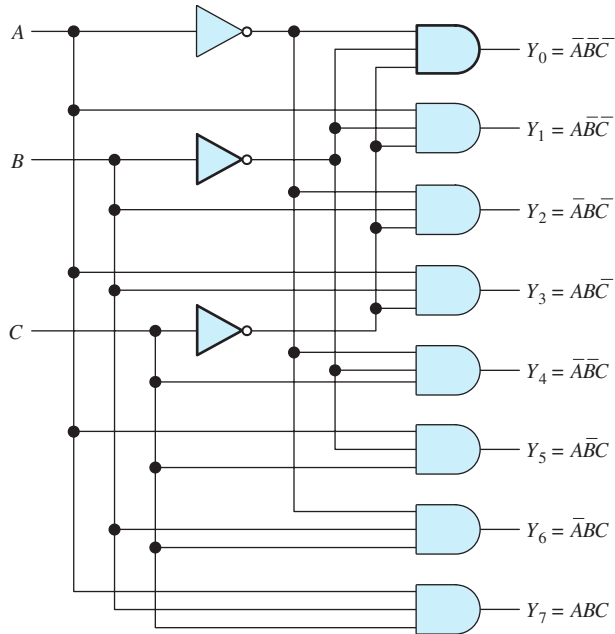 A
Y₀ = A̅B̅C̅
Y₁ = AB̅C̅
B
Y₂ = A̅BC̅
Y₃ = ABC̅
C
Y₄ = A̅B̅C
Y₅ = AB̅C
Y₆ = A̅BC
Y₇ = ABC